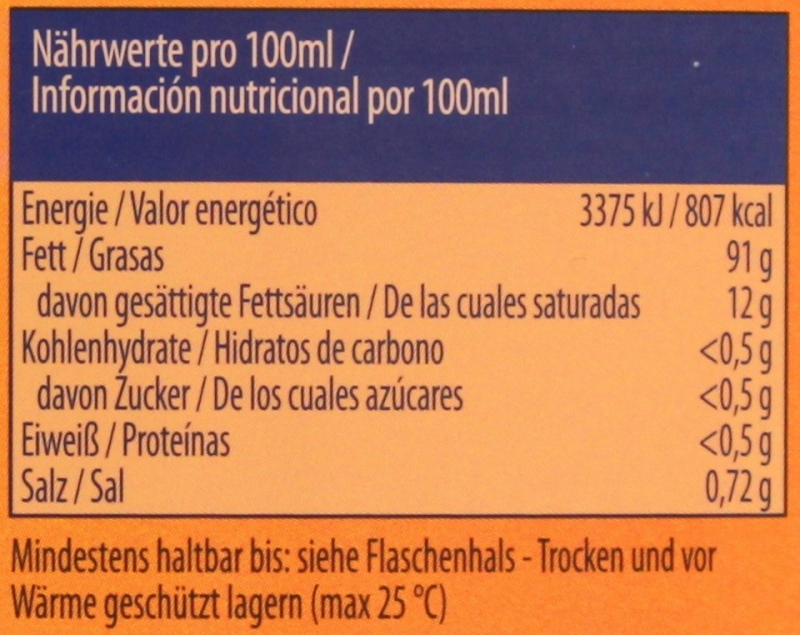 Nährwerte pro 100ml /
Información nutricional por 100ml
Energie / Valor energético 3375 kJ / 807 kcal
Fett / Grasas 91 g
davon gesättigte Fettsäuren / De las cuales saturadas 12 g
Kohlenhydrate / Hidratos de carbono <0,5 g
davon Zucker / De los cuales azúcares <0,5 g
Eiweiß / Proteínas <0,5 g
Salz / Sal 0,72 g
Mindestens haltbar bis: siehe Flaschenhals - Trocken und vor
Wärme geschützt lagern (max 25 °C)